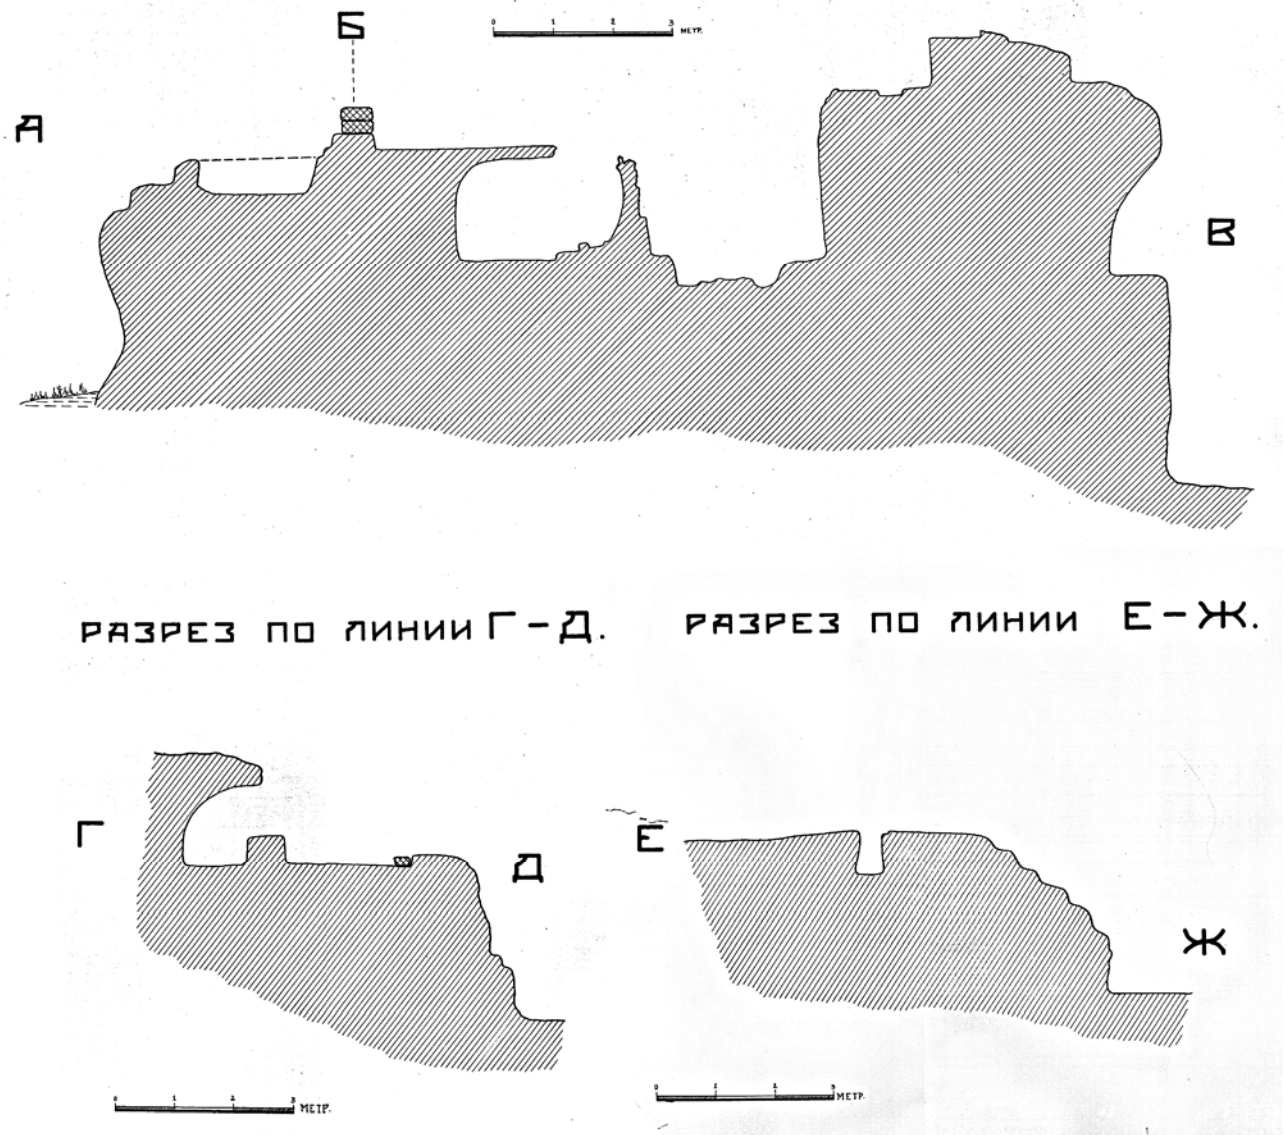 Б
0 1 2 3 МЕТР.
А
В
РАЗРЕЗ ПО ЛИНИИ Г-Д. РАЗРЕЗ ПО ЛИНИИ Е-Ж.
Г
Д
Е
Ж
0 1 2 3 МЕТР.
0 1 2 3 МЕТР.